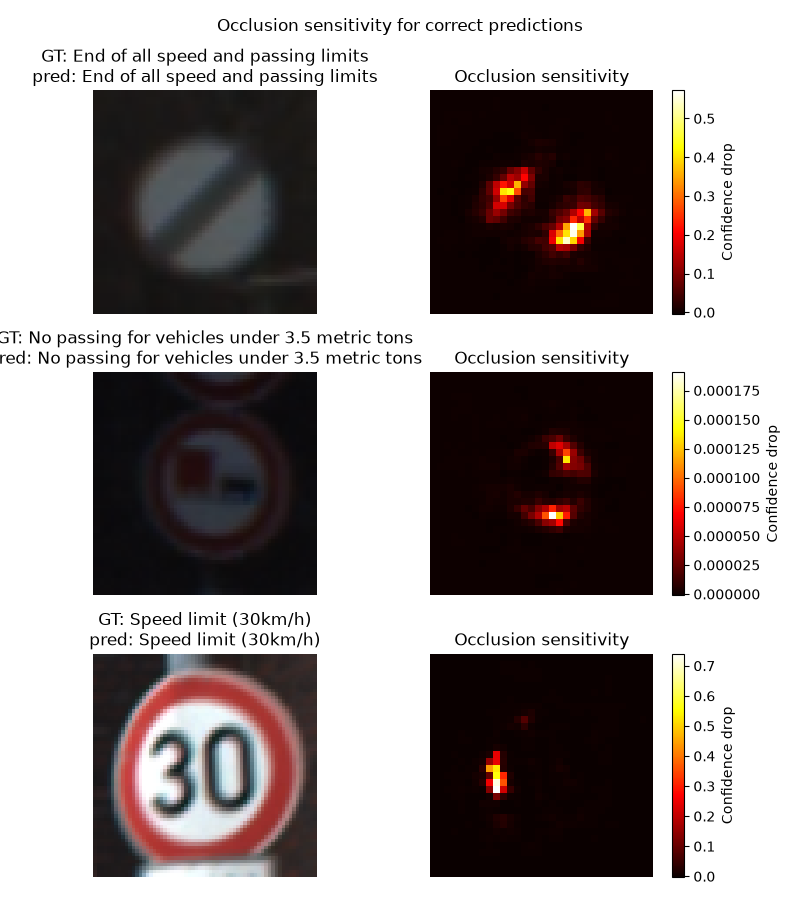 Occlusion sensitivity for correct predictions
GT: End of all speed and passing limits
pred: End of all speed and passing limits
Occlusion sensitivity
0.5
0.4
0.3
0.2
0.1
0.0
Confidence drop
GT: No passing for vehicles under 3.5 metric tons
red: No passing for vehicles under 3.5 metric tons
Occlusion sensitivity
0.000175
0.000150
0.000125
0.000100
0.000075
0.000050
0.000025
0.000000
Confidence drop
GT: Speed limit (30km/h)
pred: Speed limit (30km/h)
30
Occlusion sensitivity
0.7
0.6
0.5
0.4
0.3
0.2
0.1
0.0
Confidence drop